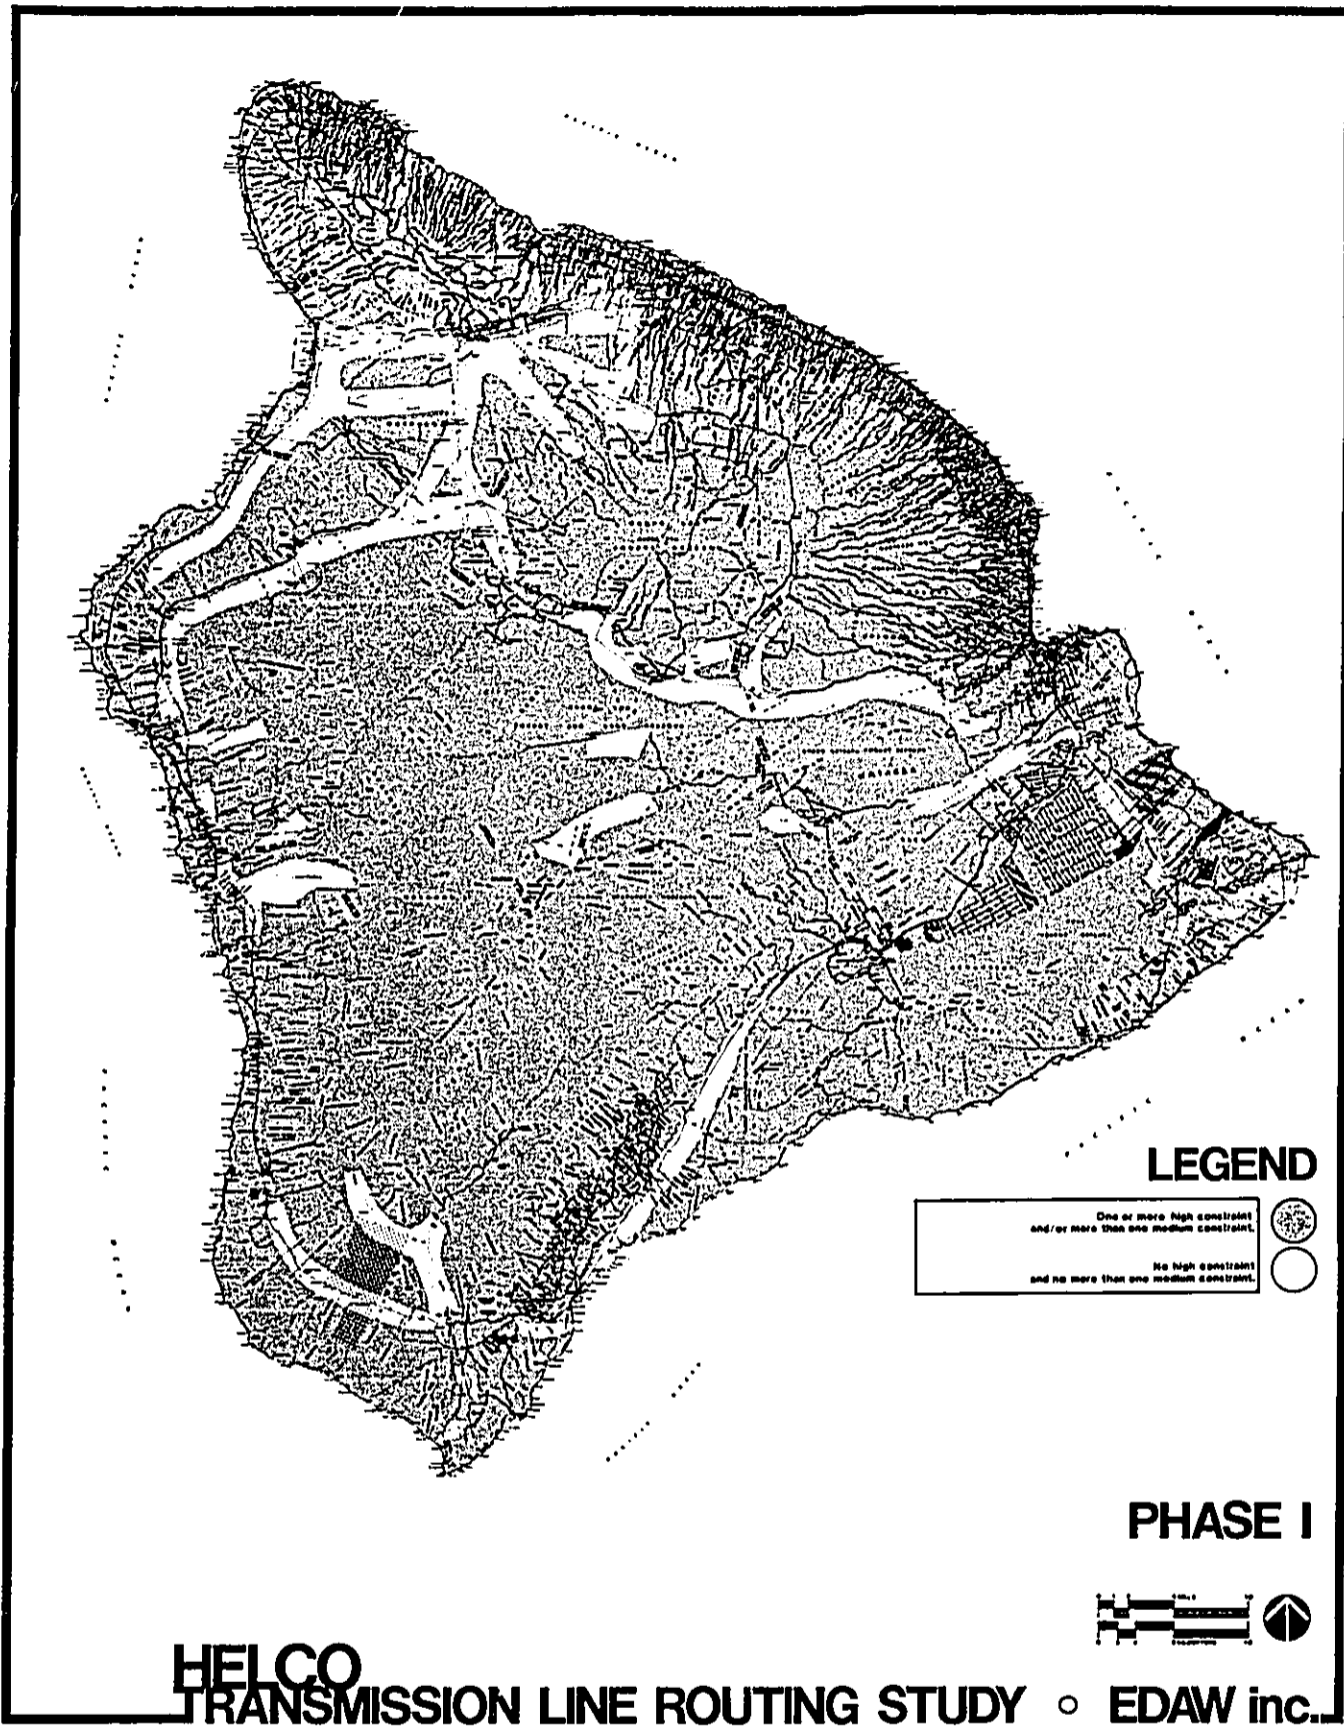 LEGEND
One or more high constraint
and/or more than one medium constraint.
No high constraint
and no more than one medium constraint.
PHASE I
HELCO
TRANSMISSION LINE ROUTING STUDY ○ EDAW inc.